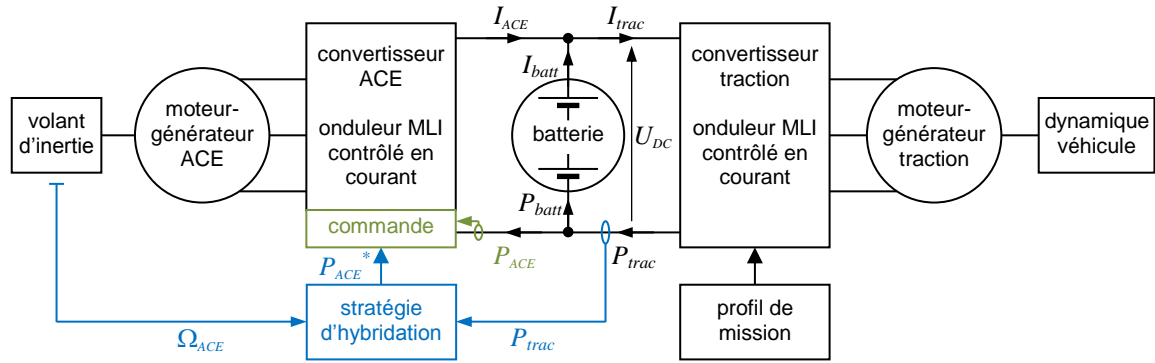 I_ACE
I_trac
convertisseur
ACE
onduleur MLI
contrôlé en
courant
commande
convertisseur
traction
onduleur MLI
contrôlé en
courant
I_batt
batterie
U_DC
P_batt
volant
d'inertie
moteur-
générateur
ACE
moteur-
générateur
traction
dynamique
véhicule
P_ACE*
P_ACE
P_trac
stratégie
d'hybridation
profil de
mission
Ω_ACE
P_trac